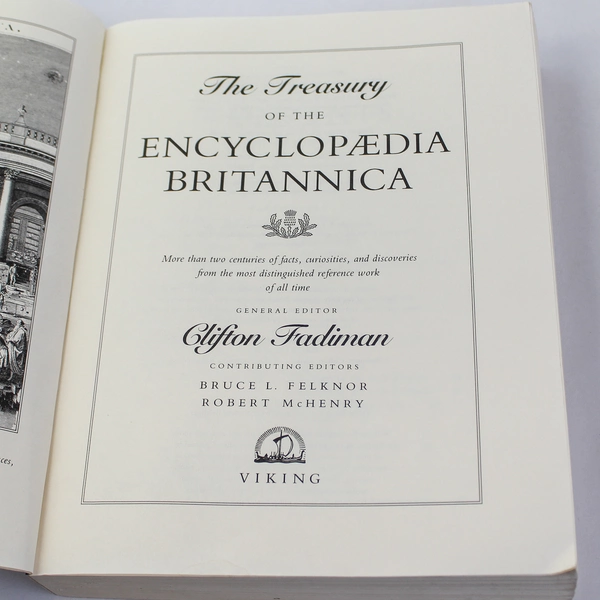 The Treasury
OF THE
ENCYCLOPÆDIA
BRITANNICA
More than two centuries of facts, curiosities, and discoveries
from the most distinguished reference work
of all time
GENERAL EDITOR
Clifton Fadiman
CONTRIBUTING EDITORS
BRUCE L. FELKNOR
ROBERT McHENRY
VIKING